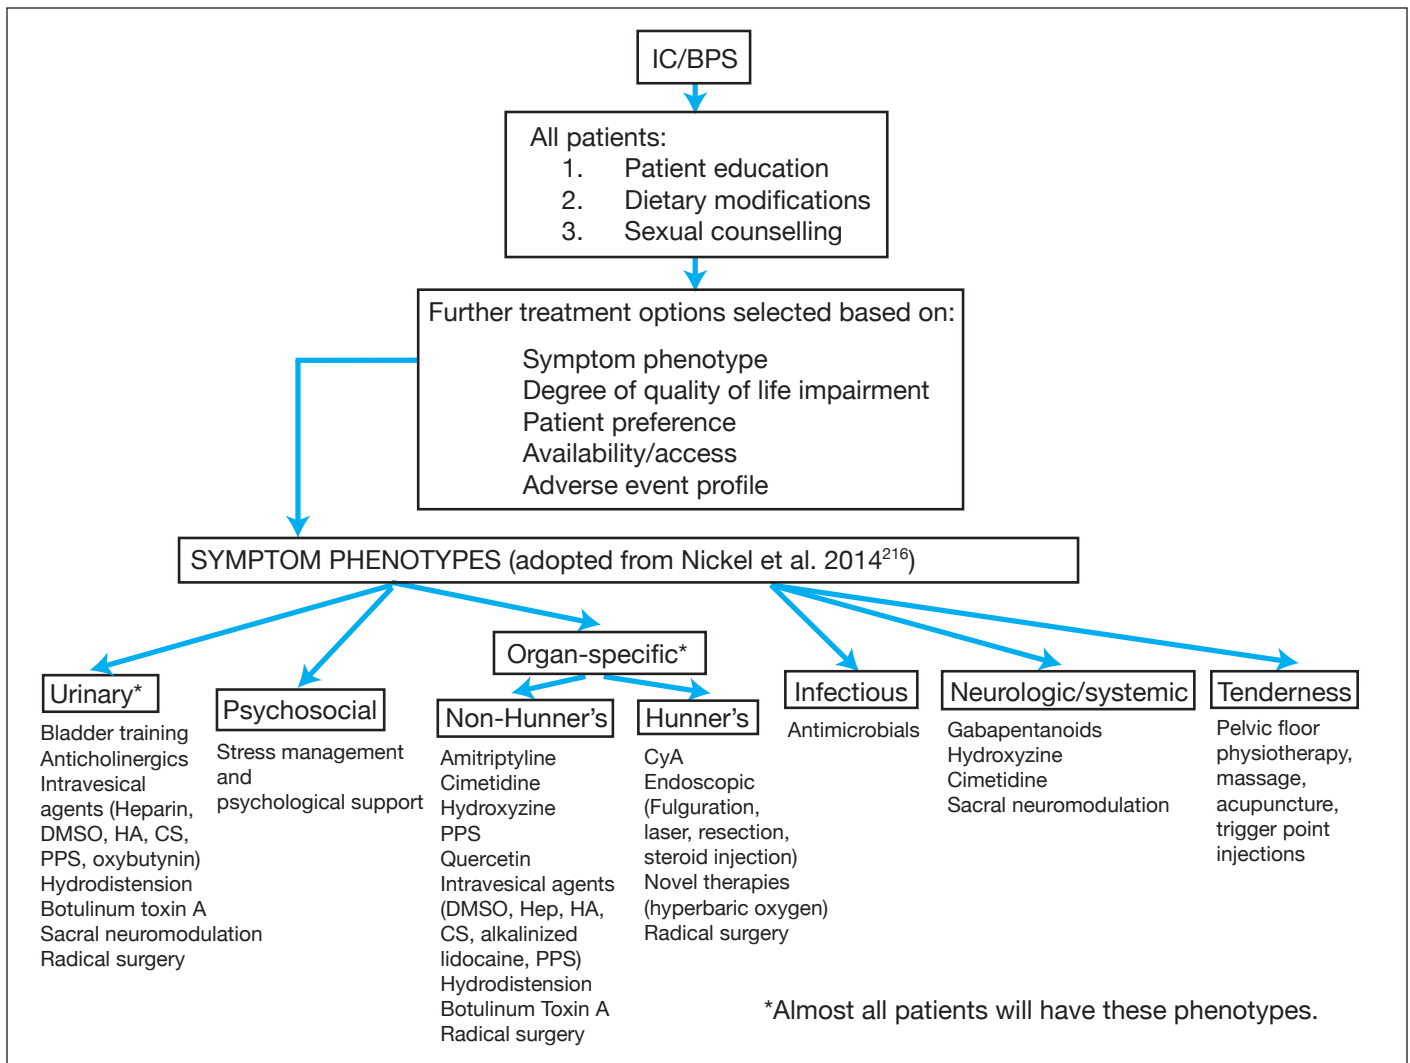 IC/BPS
All patients:
1. Patient education
2. Dietary modifications
3. Sexual counselling
Further treatment options selected based on:
Symptom phenotype
Degree of quality of life impairment
Patient preference
Availability/access
Adverse event profile
SYMPTOM PHENOTYPES (adopted from Nickel et al. 2014²¹⁶)
Urinary*
Bladder training
Anticholinergics
Intravesical
agents (Heparin,
DMSO, HA, CS,
PPS, oxybutynin)
Hydrodistension
Botulinum toxin A
Sacral neuromodulation
Radical surgery
Psychosocial
Stress management
and
psychological support
Organ-specific*
Non-Hunner's
Amitriptyline
Cimetidine
Hydroxyzine
PPS
Quercetin
Intravesical agents
(DMSO, Hep, HA,
CS, alkalinized
lidocaine, PPS)
Hydrodistension
Botulinum Toxin A
Radical surgery
Hunner's
CyA
Endoscopic
(Fulguration,
laser, resection,
steroid injection)
Novel therapies
(hyperbaric oxygen)
Radical surgery
Infectious
Antimicrobials
Neurologic/systemic
Gabapentanoids
Hydroxyzine
Cimetidine
Sacral neuromodulation
Tenderness
Pelvic floor
physiotherapy,
massage,
acupuncture,
trigger point
injections
*Almost all patients will have these phenotypes.